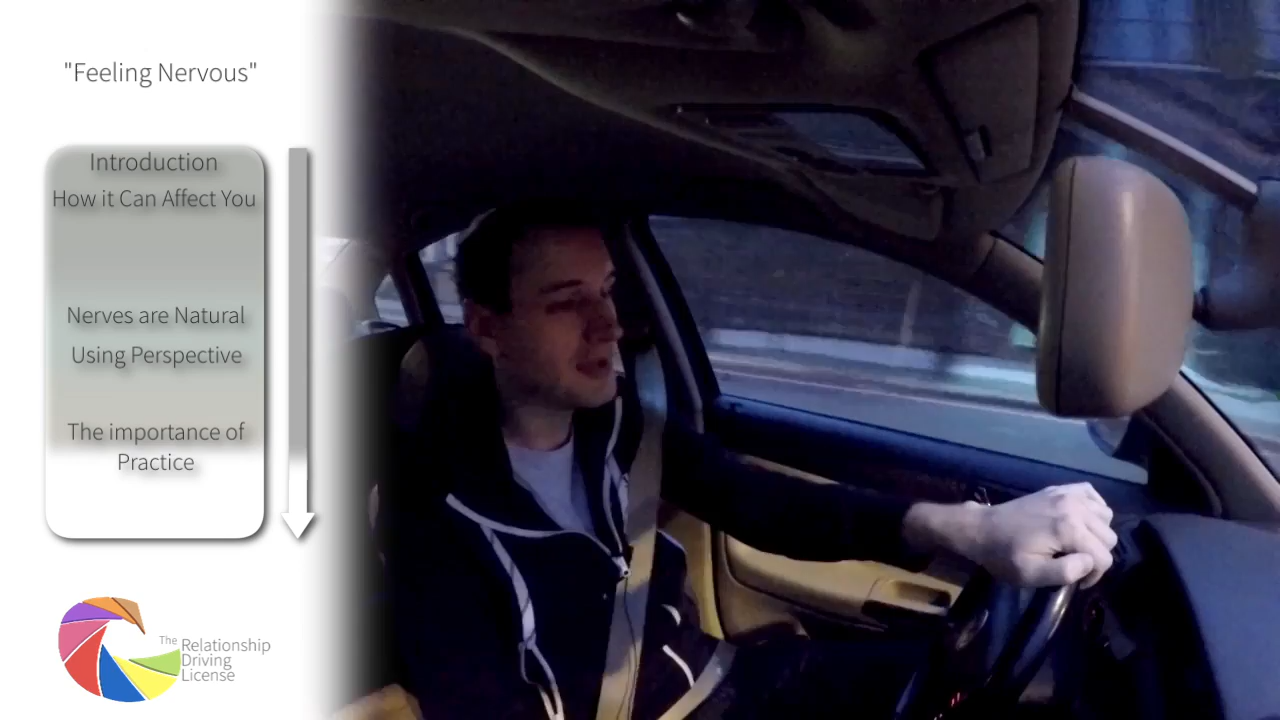 "Feeling Nervous"
Introduction
How it Can Affect You
Nerves are Natural
Using Perspective
The importance of
Practice
The Relationship
Driving
License